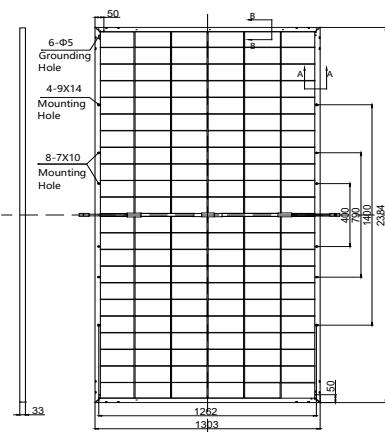 50
B
6-Φ5
Grounding
Hole
B
A
A
4-9X14
Mounting
Hole
8-7X10
Mounting
Hole
400
790
1400
2384
50
33
1262
1303